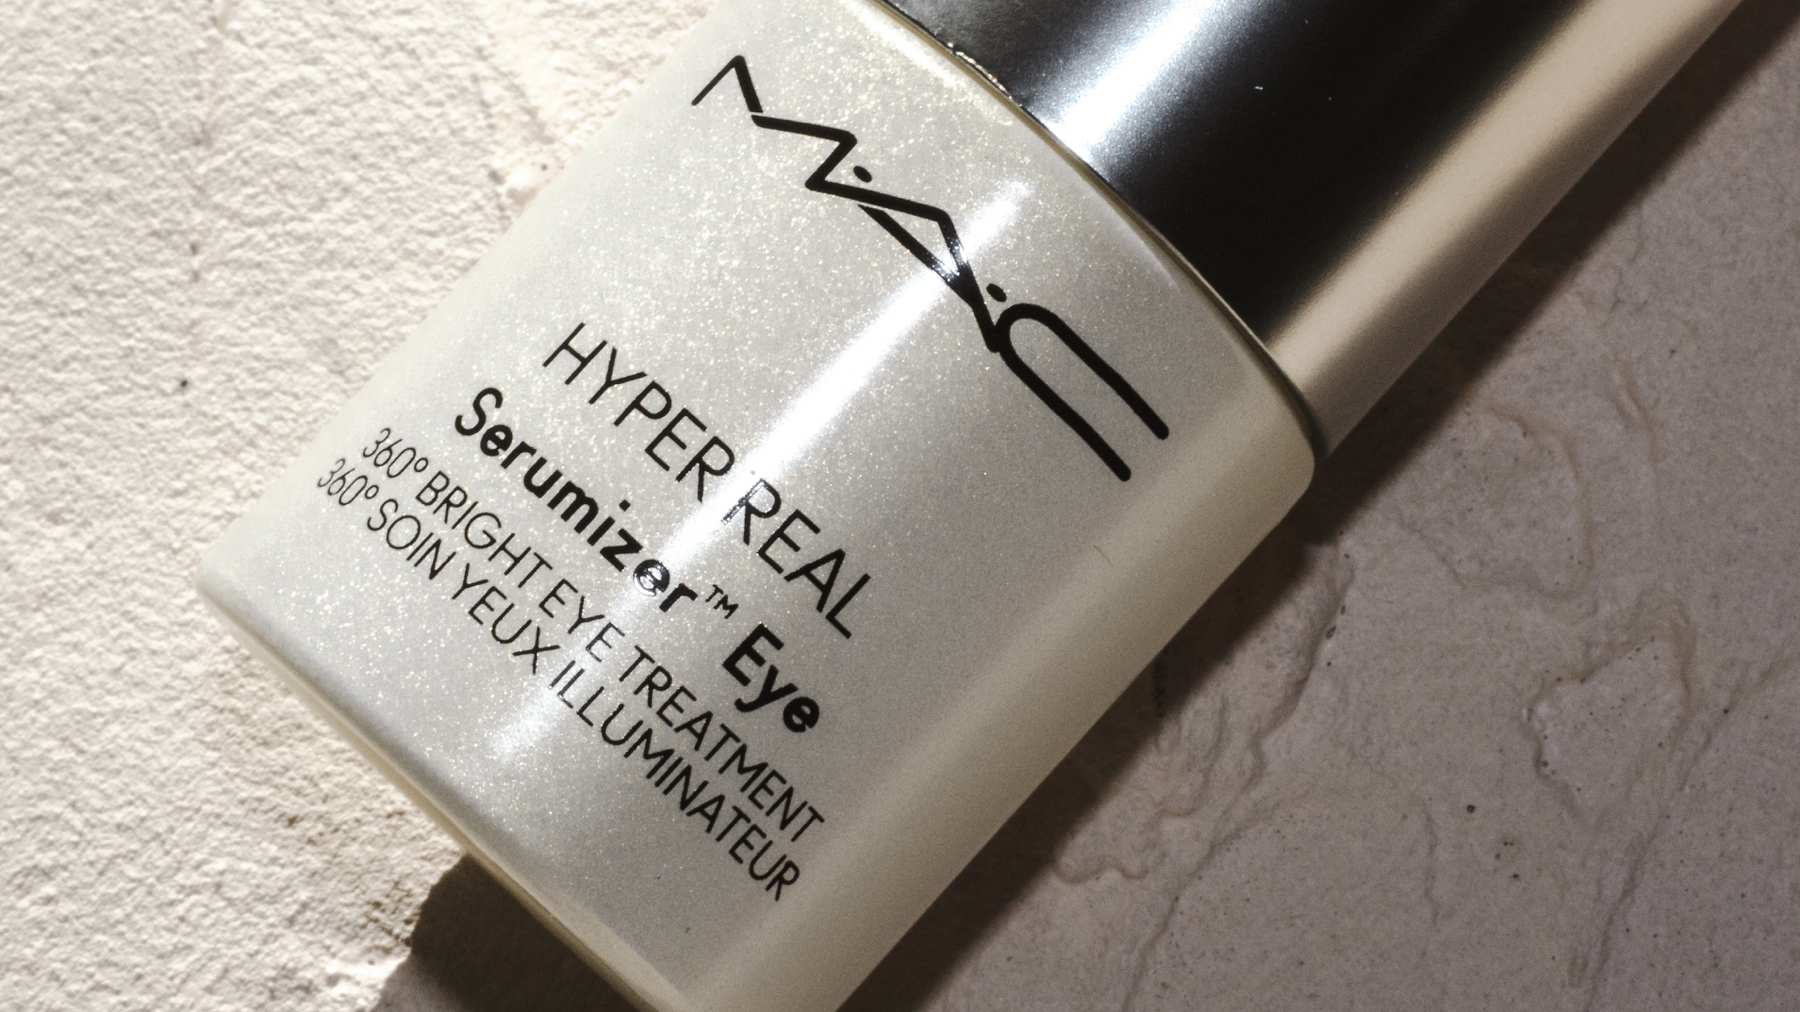 M·A·C
HYPER REAL
Serumizer™ Eye
360° BRIGHT EYE TREATMENT
360° SOIN YEUX ILLUMINATEUR